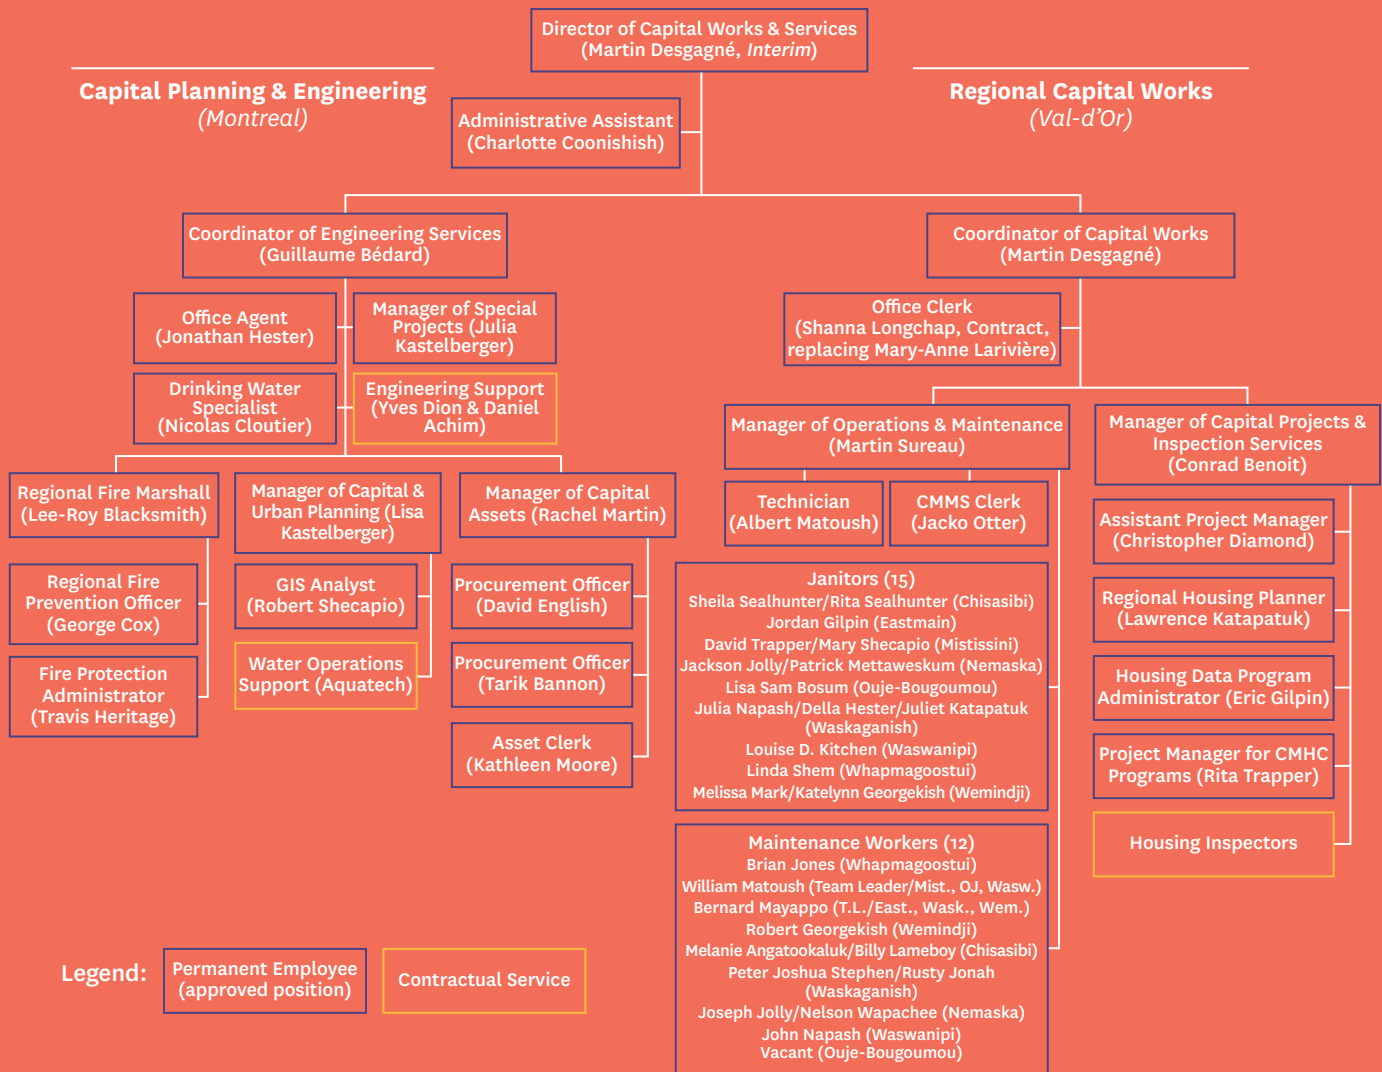 Director of Capital Works & Services
(Martin Desgagné, Interim)
Capital Planning & Engineering
(Montreal)
Regional Capital Works
(Val-d’Or)
Administrative Assistant
(Charlotte Coonishish)
Coordinator of Engineering Services
(Guillaume Bédard)
Coordinator of Capital Works
(Martin Desgagné)
Office Agent
(Jonathan Hester)
Manager of Special
Projects (Julia
Kastelberger)
Drinking Water
Specialist
(Nicolas Cloutier)
Engineering Support
(Yves Dion & Daniel
Achim)
Office Clerk
(Shanna Longchap, Contract,
replacing Mary-Anne Larivière)
Regional Fire Marshall
(Lee-Roy Blacksmith)
Regional Fire
Prevention Officer
(George Cox)
Fire Protection
Administrator
(Travis Heritage)
Manager of Capital &
Urban Planning (Lisa
Kastelberger)
GIS Analyst
(Robert Shecapio)
Water Operations
Support (Aquatech)
Manager of Capital
Assets (Rachel Martin)
Procurement Officer
(David English)
Procurement Officer
(Tarik Bannon)
Asset Clerk
(Kathleen Moore)
Manager of Operations & Maintenance
(Martin Sureau)
Technician
(Albert Matoush)
CMMS Clerk
(Jacko Otter)
Janitors (15)
Sheila Sealhunter/Rita Sealhunter (Chisasibi)
Jordan Gilpin (Eastmain)
David Trapper/Mary Shecapio (Mistissini)
Jackson Jolly/Patrick Mettaweskum (Nemaska)
Lisa Sam Bosum (Ouje-Bougoumou)
Julia Napash/Della Hester/Juliet Katapatuk
(Waskaganish)
Louise D. Kitchen (Waswanipi)
Linda Shem (Whapmagoostui)
Melissa Mark/Katelynn Georgekish (Wemindji)
Maintenance Workers (12)
Brian Jones (Whapmagoostui)
William Matoush (Team Leader/Mist., OJ, Wasw.)
Bernard Mayappo (T.L./East., Wask., Wem.)
Robert Georgekish (Wemindji)
Melanie Angatookaluk/Billy Lameboy (Chisasibi)
Peter Joshua Stephen/Rusty Jonah
(Waskaganish)
Joseph Jolly/Nelson Wapachee (Nemaska)
John Napash (Waswanipi)
Vacant (Ouje-Bougoumou)
Manager of Capital Projects &
Inspection Services
(Conrad Benoit)
Assistant Project Manager
(Christopher Diamond)
Regional Housing Planner
(Lawrence Katapatuk)
Housing Data Program
Administrator (Eric Gilpin)
Project Manager for CMHC
Programs (Rita Trapper)
Housing Inspectors
Legend:
Permanent Employee
(approved position)
Contractual Service